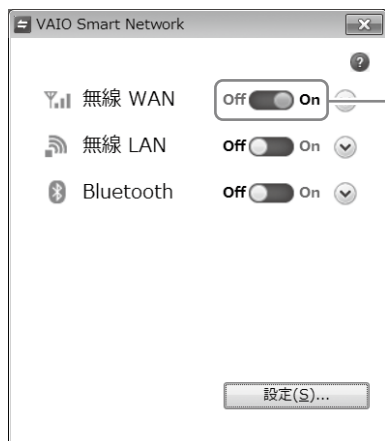 VAIO Smart Network
?
無線 WAN Off On
無線 LAN Off On
Bluetooth Off On
設定(S)...